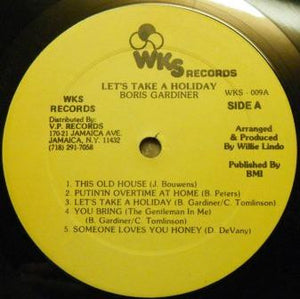 WKS RECORDS
LET'S TAKE A HOLIDAY
BORIS GARDINER
WKS - 009A
SIDE A
WKS
RECORDS
Distributed By:
V.P. RECORDS
170-21 JAMAICA AVE.
JAMAICA, N.Y. 11432
(718) 291-7058
Arranged
& Produced
By Willie Lindo
Published By
BMI
1 THIS OLD HOUSE (J. Bouwens)
2 PUTIN'IN OVERTIME AT HOME (B. Peters)
3 LET'S TAKE A HOLIDAY (B. Gardiner/C. Tomlinson)
4 YOU BRING (The Gentleman In Me)
(B. Gardiner/C. Tomlinson)
5 SOMEONE LOVES YOU HONEY (D. DeVany)